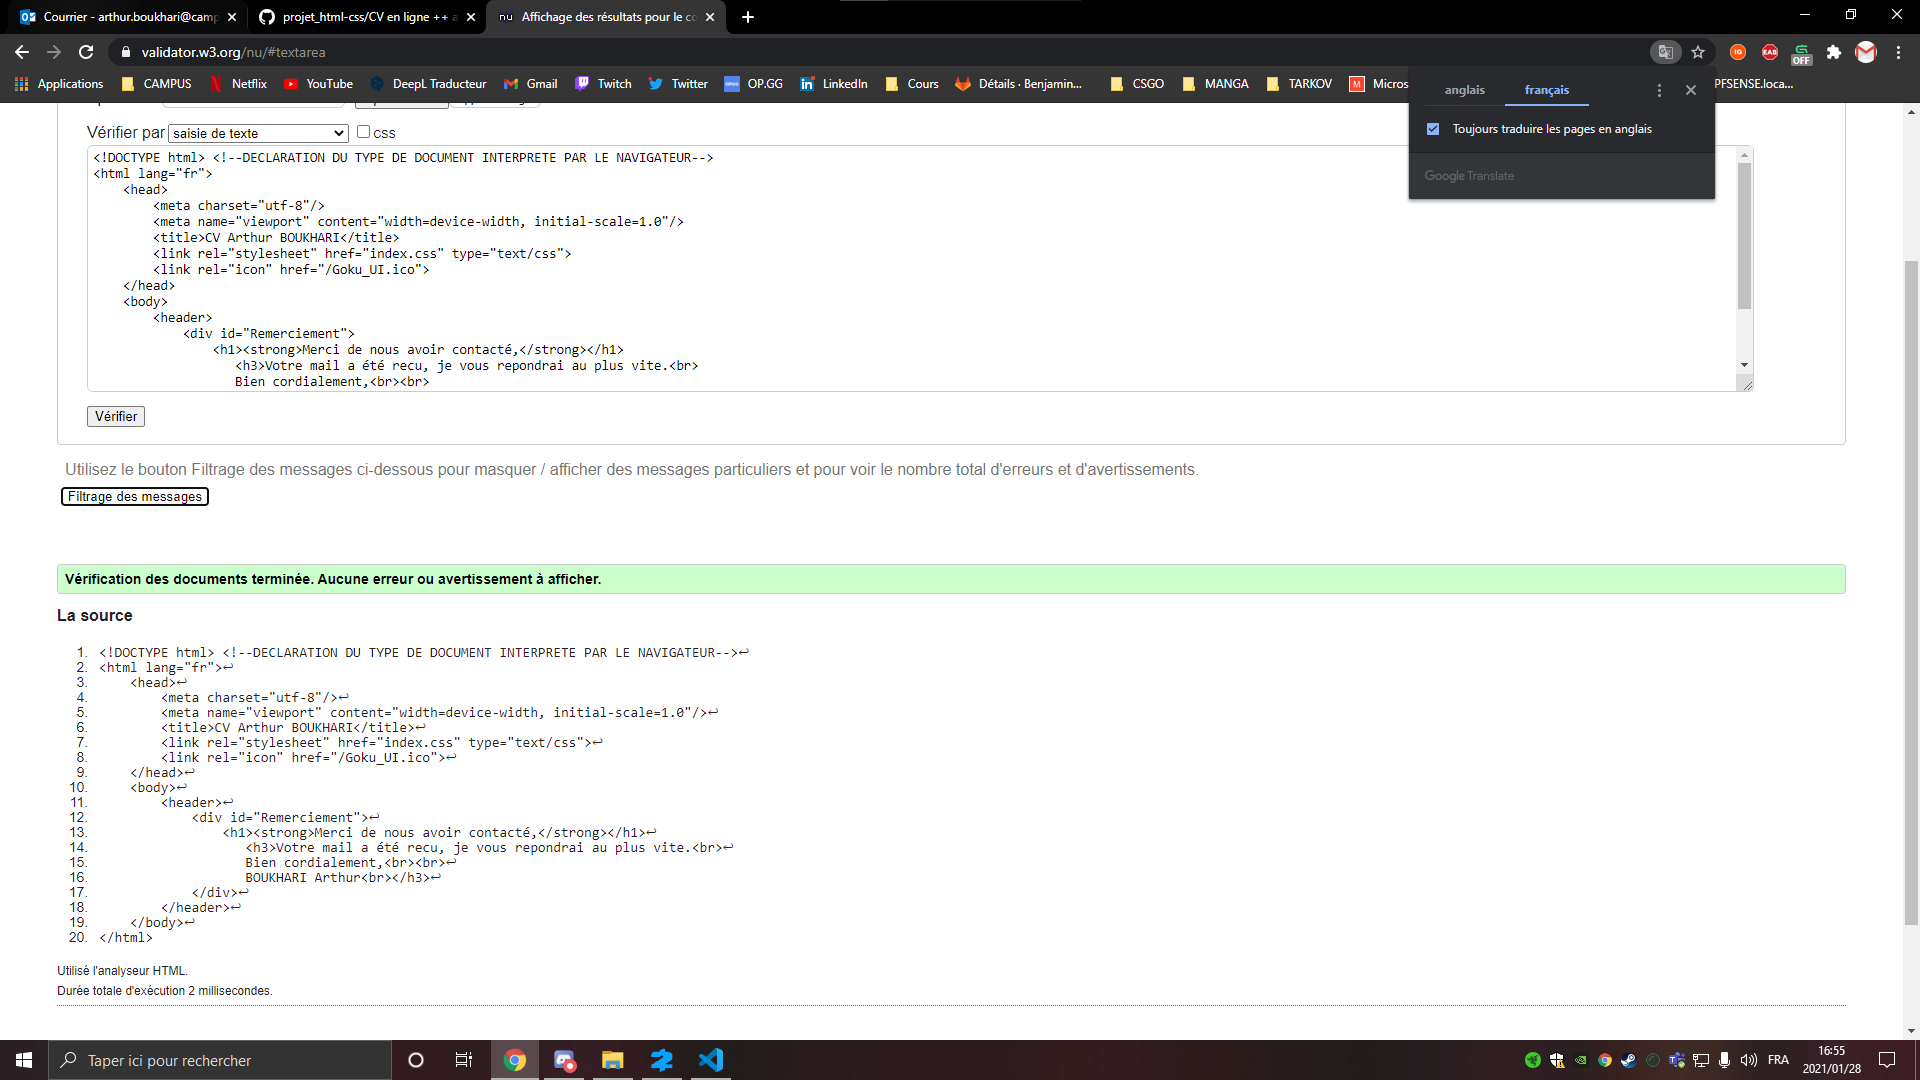 Courrier - arthur.boukhari@camp
projet_html-css/CV en ligne ++ a
nu Affichage des résultats pour le co
validator.w3.org/nu/#textarea
Applications CAMPUS Netflix YouTube DeepL Traducteur Gmail Twitch Twitter OP.GG LinkedIn Cours Détails · Benjamin... CSGO MANGA TARKOV Micros PFSENSE.loca...
OFF
anglais français
Toujours traduire les pages en anglais
Google Translate
Vérifier par saisie de texte css
<!DOCTYPE html> <!--DECLARATION DU TYPE DE DOCUMENT INTERPRETE PAR LE NAVIGATEUR-->
<html lang="fr">
<head>
<meta charset="utf-8"/>
<meta name="viewport" content="width=device-width, initial-scale=1.0"/>
<title>CV Arthur BOUKHARI</title>
<link rel="stylesheet" href="index.css" type="text/css">
<link rel="icon" href="/Goku_UI.ico">
</head>
<body>
<header>
<div id="Remerciement">
<h1><strong>Merci de nous avoir contacté,</strong></h1>
<h3>Votre mail a été recu, je vous repondrai au plus vite.<br>
Bien cordialement,<br><br>
Vérifier
Utilisez le bouton Filtrage des messages ci-dessous pour masquer / afficher des messages particuliers et pour voir le nombre total d'erreurs et d'avertissements.
Filtrage des messages
Vérification des documents terminée. Aucune erreur ou avertissement à afficher.
La source
1. <!DOCTYPE html> <!--DECLARATION DU TYPE DE DOCUMENT INTERPRETE PAR LE NAVIGATEUR-->↩
2. <html lang="fr">↩
3. <head>↩
4. <meta charset="utf-8"/>↩
5. <meta name="viewport" content="width=device-width, initial-scale=1.0"/>↩
6. <title>CV Arthur BOUKHARI</title>↩
7. <link rel="stylesheet" href="index.css" type="text/css">↩
8. <link rel="icon" href="/Goku_UI.ico">↩
9. </head>↩
10. <body>↩
11. <header>↩
12. <div id="Remerciement">↩
13. <h1><strong>Merci de nous avoir contacté,</strong></h1>↩
14. <h3>Votre mail a été recu, je vous repondrai au plus vite.<br>↩
15. Bien cordialement,<br><br>↩
16. BOUKHARI Arthur<br></h3>↩
17. </div>↩
18. </header>↩
19. </body>↩
20. </html>
Utilisé l'analyseur HTML.
Durée totale d'exécution 2 millisecondes.
Taper ici pour rechercher
FRA
16:55
2021/01/28